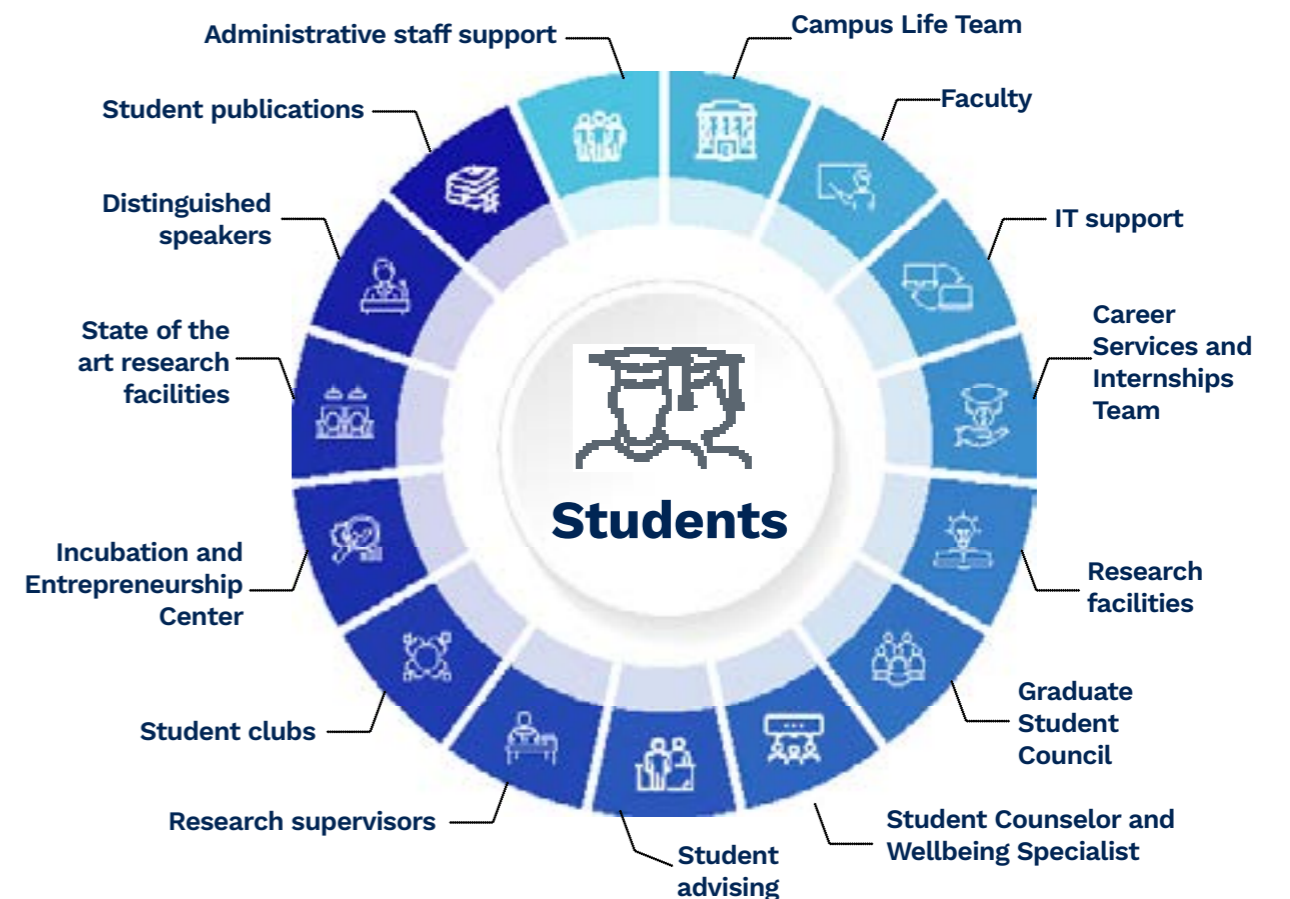 Administrative staff support
Campus Life Team
Student publications
Faculty
Distinguished
speakers
IT support
State of the
art research
facilities
Career
Services and
Internships
Team
Students
Incubation and
Entrepreneurship
Center
Research
facilities
Student clubs
Graduate
Student
Council
Research supervisors
Student Counselor and
Wellbeing Specialist
Student
advising